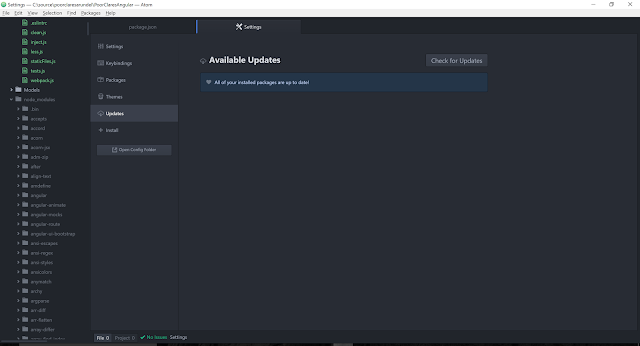 Settings — C:\source\poorclaresarundel\PoorClaresAngular — Atom
File Edit View Selection Find Packages Help
.eslintrc
clean.js
inject.js
less.js
staticFiles.js
tests.js
webpack.js
Models
node_modules
.bin
accepts
accord
acorn
acorn-jsx
adm-zip
after
align-text
amdefine
angular
angular-animate
angular-mocks
angular-route
angular-ui-bootstrap
ansi-escapes
ansi-regex
ansi-styles
ansicolors
anymatch
archy
argparse
arr-diff
arr-flatten
array-differ
array-find-index
package.json
Settings
Settings
Keybindings
Packages
Themes
Updates
Install
Open Config Folder
Available Updates
Check for Updates
All of your installed packages are up to date!
File 0 Project 0 No Issues Settings